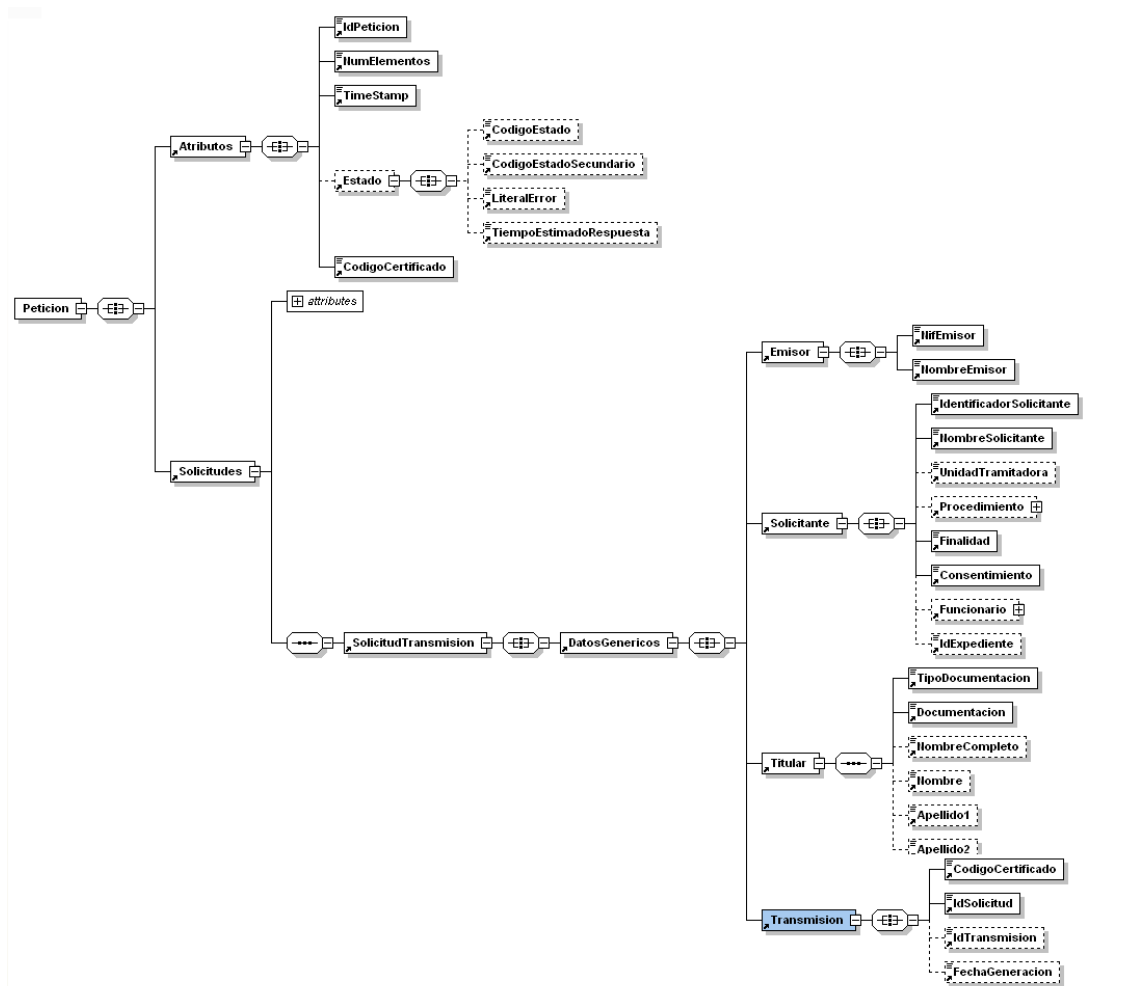 IdPeticion
NumElementos
TimeStamp
CodigoEstado
Atributos
CodigoEstadoSecundario
Estado
LiteralError
TiempoEstimadoRespuesta
CodigoCertificado
attributes
Peticion
NifEmisor
Emisor
NombreEmisor
IdentificadorSolicitante
NombreSolicitante
Solicitudes
UnidadTramitadora
Procedimiento
Solicitante
Finalidad
Consentimiento
Funcionario
SolicitudTransmision
DatosGenericos
IdExpediente
TipoDocumentacion
Documentacion
NombreCompleto
Titular
Nombre
Apellido1
Apellido2
CodigoCertificado
IdSolicitud
Transmision
IdTransmision
FechaGeneracion